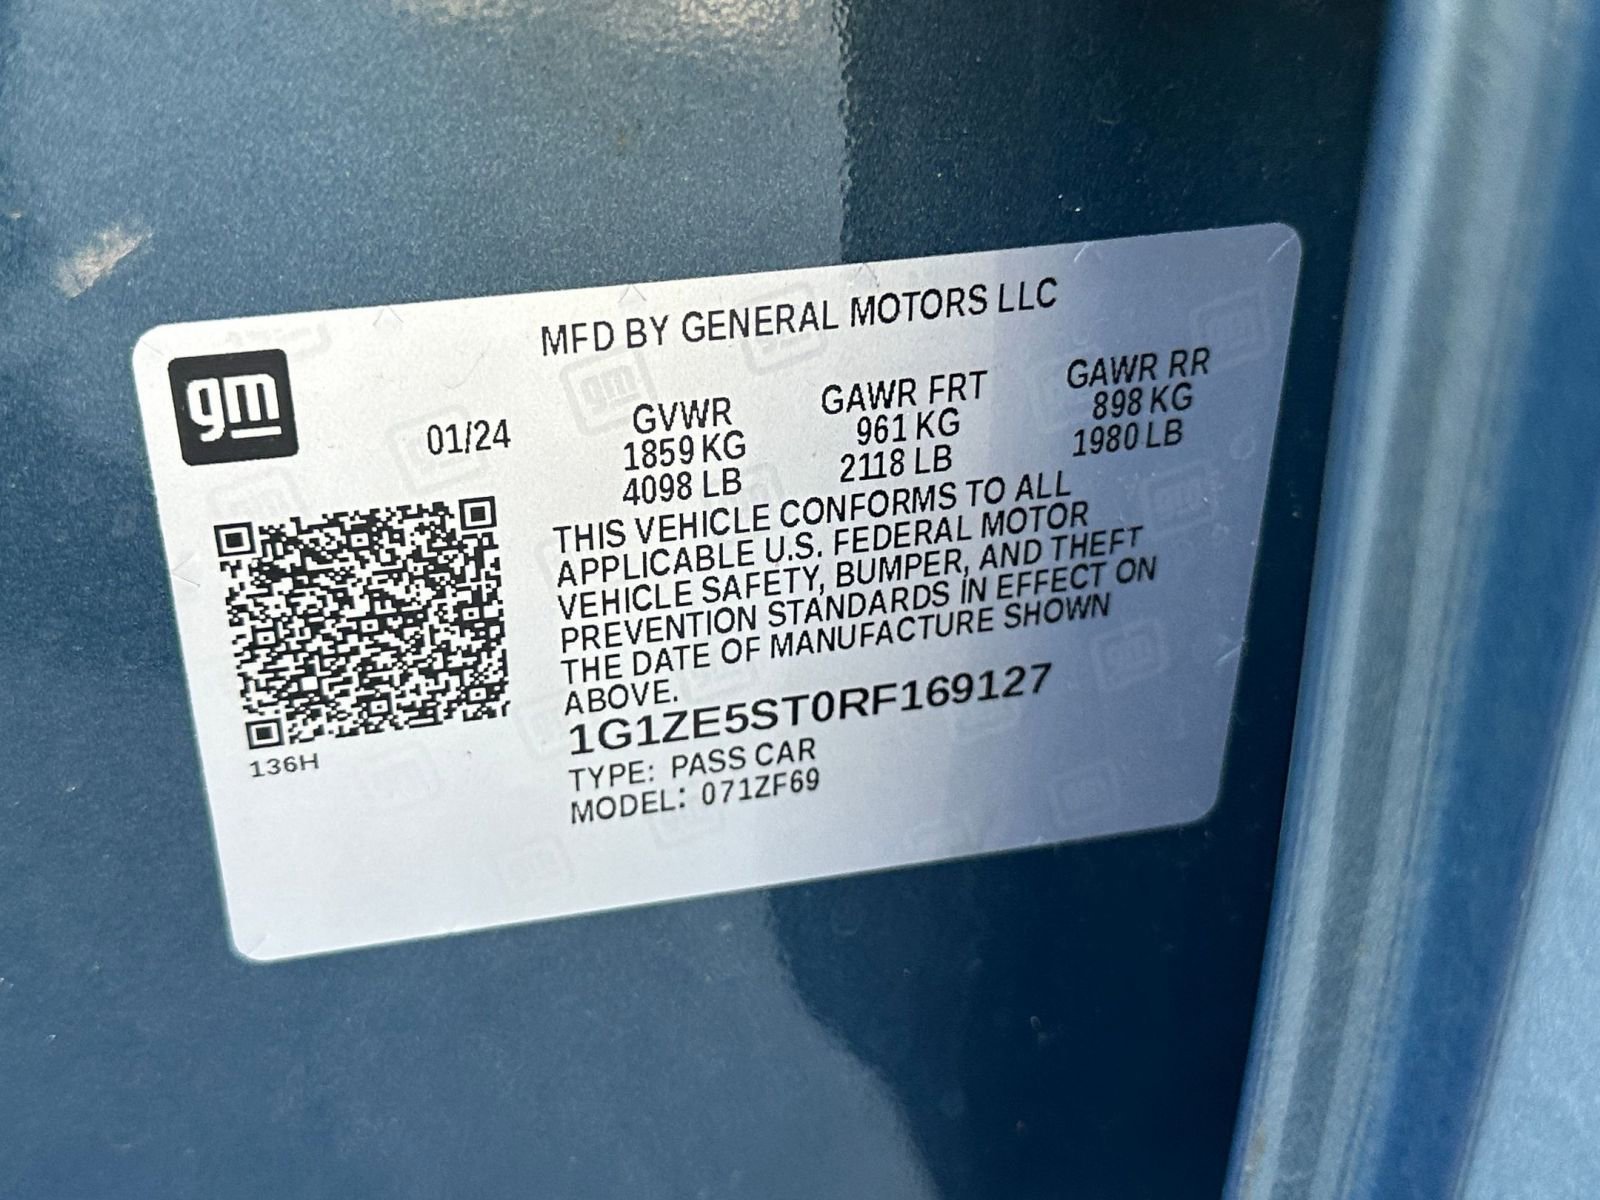 MFD BY GENERAL MOTORS LLC
gm
01/24
GVWR
1859 KG
4098 LB
GAWR FRT
961 KG
2118 LB
GAWR RR
898 KG
1980 LB
THIS VEHICLE CONFORMS TO ALL
APPLICABLE U.S. FEDERAL MOTOR
VEHICLE SAFETY, BUMPER, AND THEFT
PREVENTION STANDARDS IN EFFECT ON
THE DATE OF MANUFACTURE SHOWN
ABOVE.
1G1ZE5ST0RF169127
TYPE: PASS CAR
MODEL: 071ZF69
136H